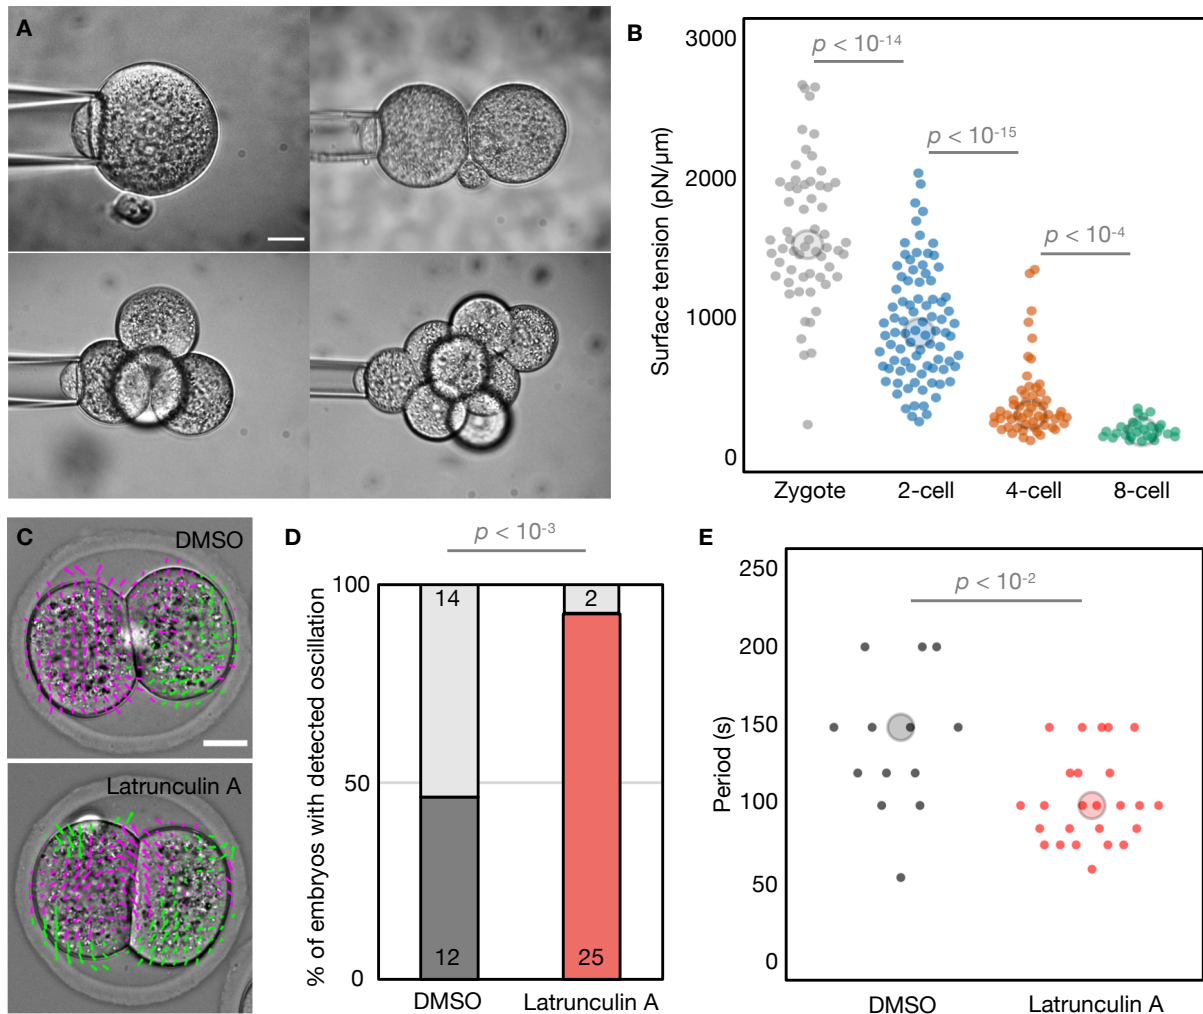 A
B
3000
2000
1000
0
Surface tension (pN/µm)
p < 10⁻¹⁴
p < 10⁻¹⁵
p < 10⁻⁴
Zygote
2-cell
4-cell
8-cell
C
DMSO
Latrunculin A
D
p < 10⁻³
% of embryos with detected oscillation
100
50
0
14
2
12
25
DMSO
Latrunculin A
E
p < 10⁻²
Period (s)
250
200
150
100
50
0
DMSO
Latrunculin A